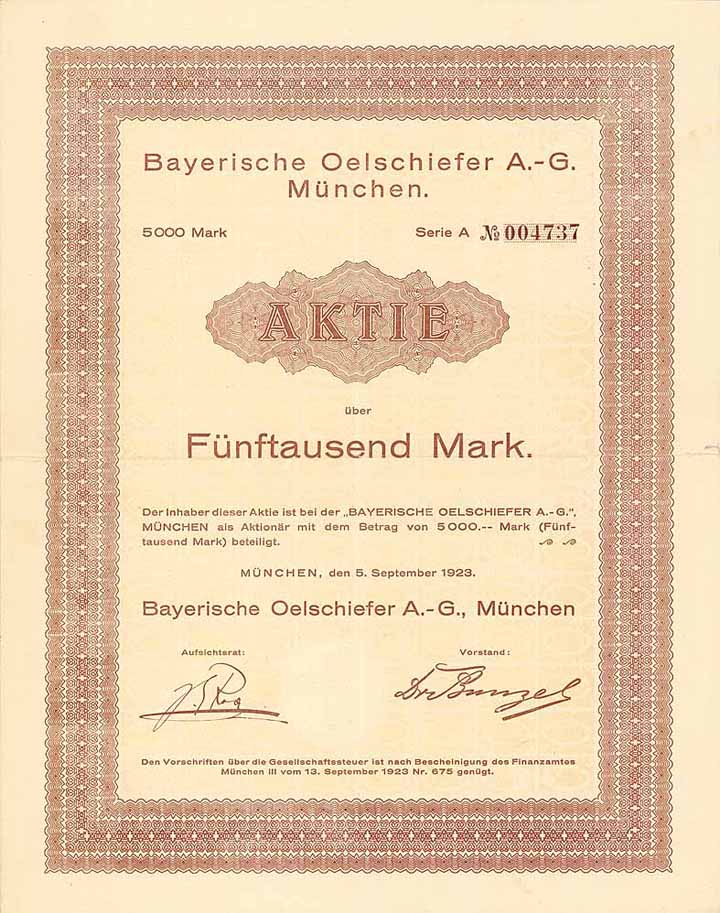 Bayerische Oelschiefer A.-G.
München.
5000 Mark Serie A № 004737
AKTIE
über
Fünftausend Mark.
Der Inhaber dieser Aktie ist bei der „BAYERISCHE OELSCHIEFER A.-G.”,
MÜNCHEN als Aktionär mit dem Betrag von 5000.-- Mark (Fünf-
tausend Mark) beteiligt.
MÜNCHEN, den 5. September 1923.
Bayerische Oelschiefer A.-G., München
Aufsichtsrat: Vorstand:
Dr. Bunzel
Den Vorschriften über die Gesellschaftssteuer ist nach Bescheinigung des Finanzamtes
München III vom 13. September 1923 Nr. 675 genügt.